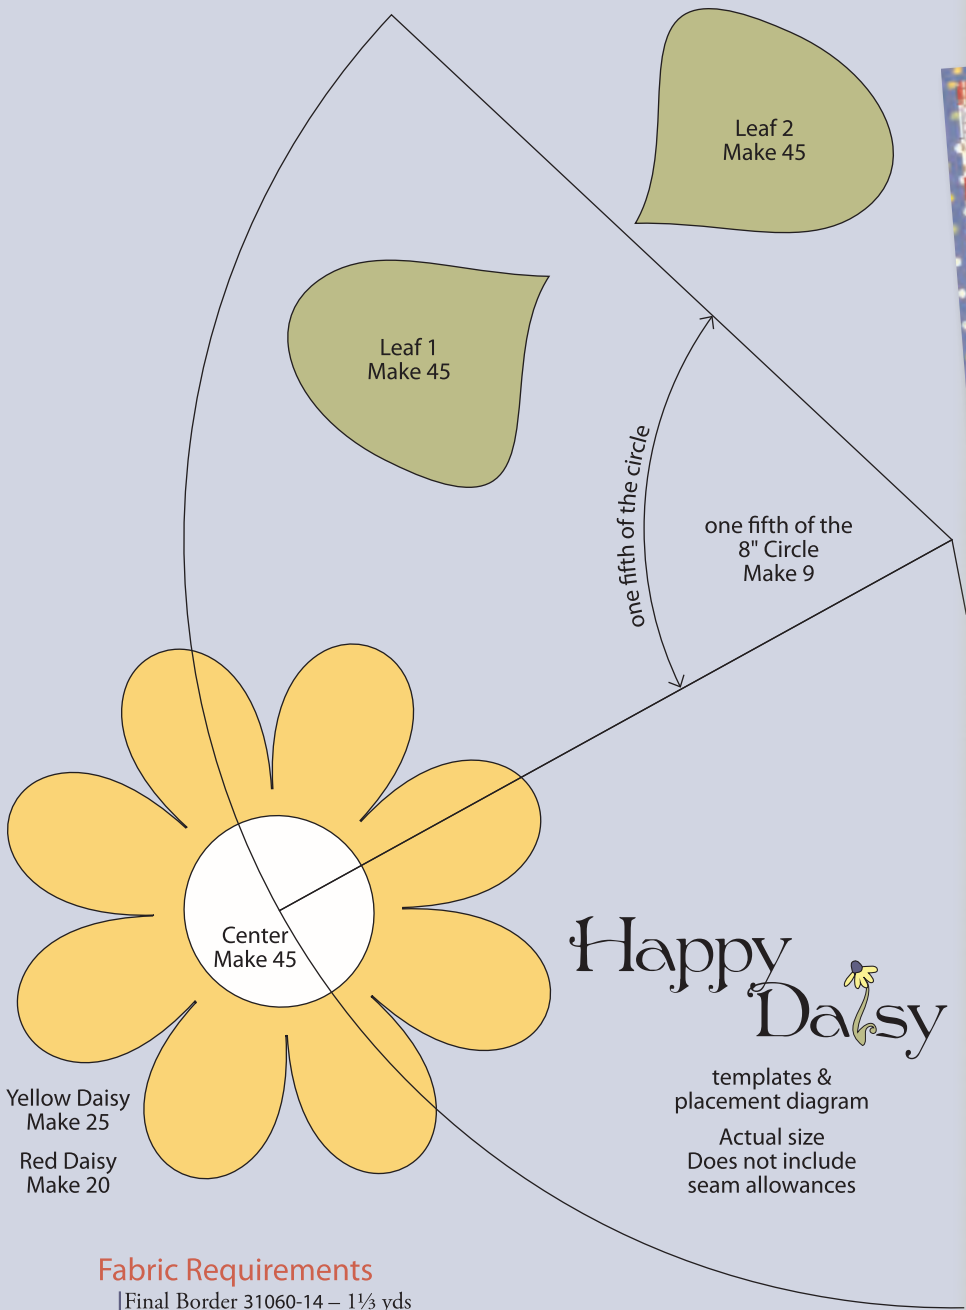 Leaf 2
Make 45
Leaf 1
Make 45
one fifth of the circle
one fifth of the
8" Circle
Make 9
Center
Make 45
Happy
Daisy
templates &
placement diagram
Actual size
Does not include
seam allowances
Yellow Daisy
Make 25
Red Daisy
Make 20
Fabric Requirements
Final Border 31060-14 – 1⅓ yds